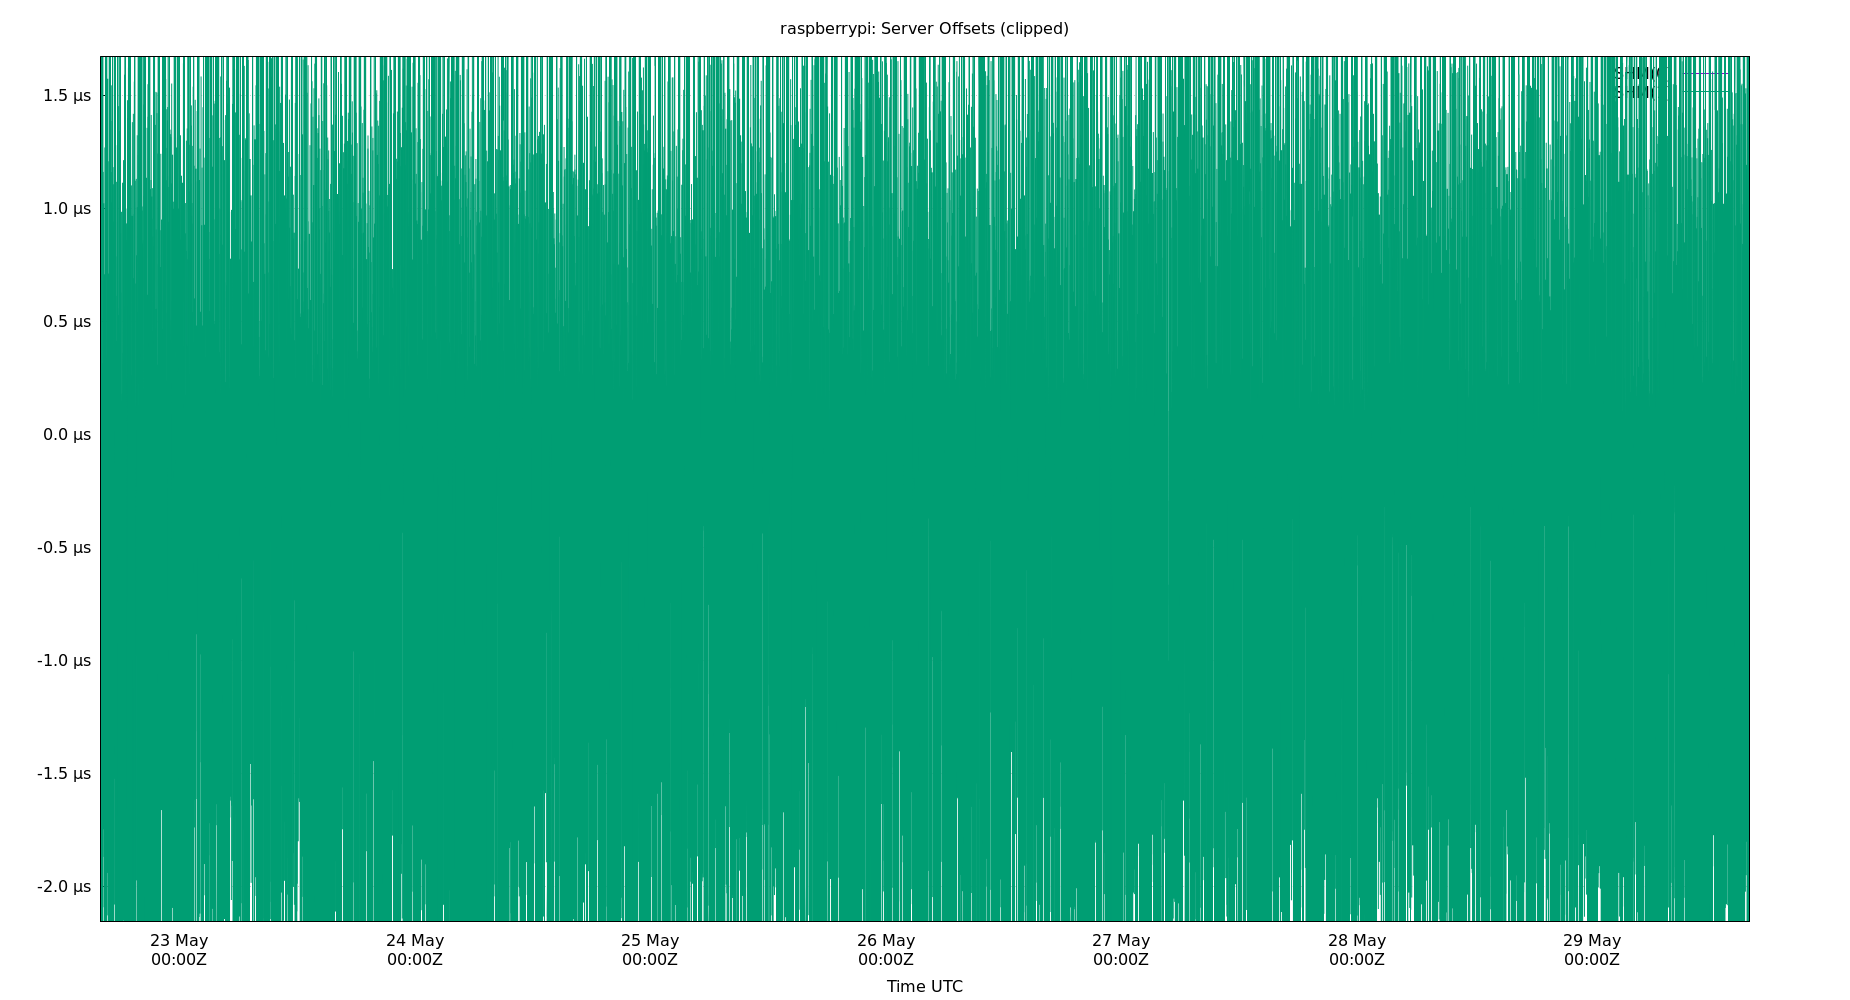 raspberrypi: Server Offsets (clipped)
1.5 µs
1.0 µs
0.5 µs
0.0 µs
-0.5 µs
-1.0 µs
-1.5 µs
-2.0 µs
23 May 24 May 25 May 26 May 27 May 28 May 29 May
00:00Z 00:00Z 00:00Z 00:00Z 00:00Z 00:00Z 00:00Z
Time UTC